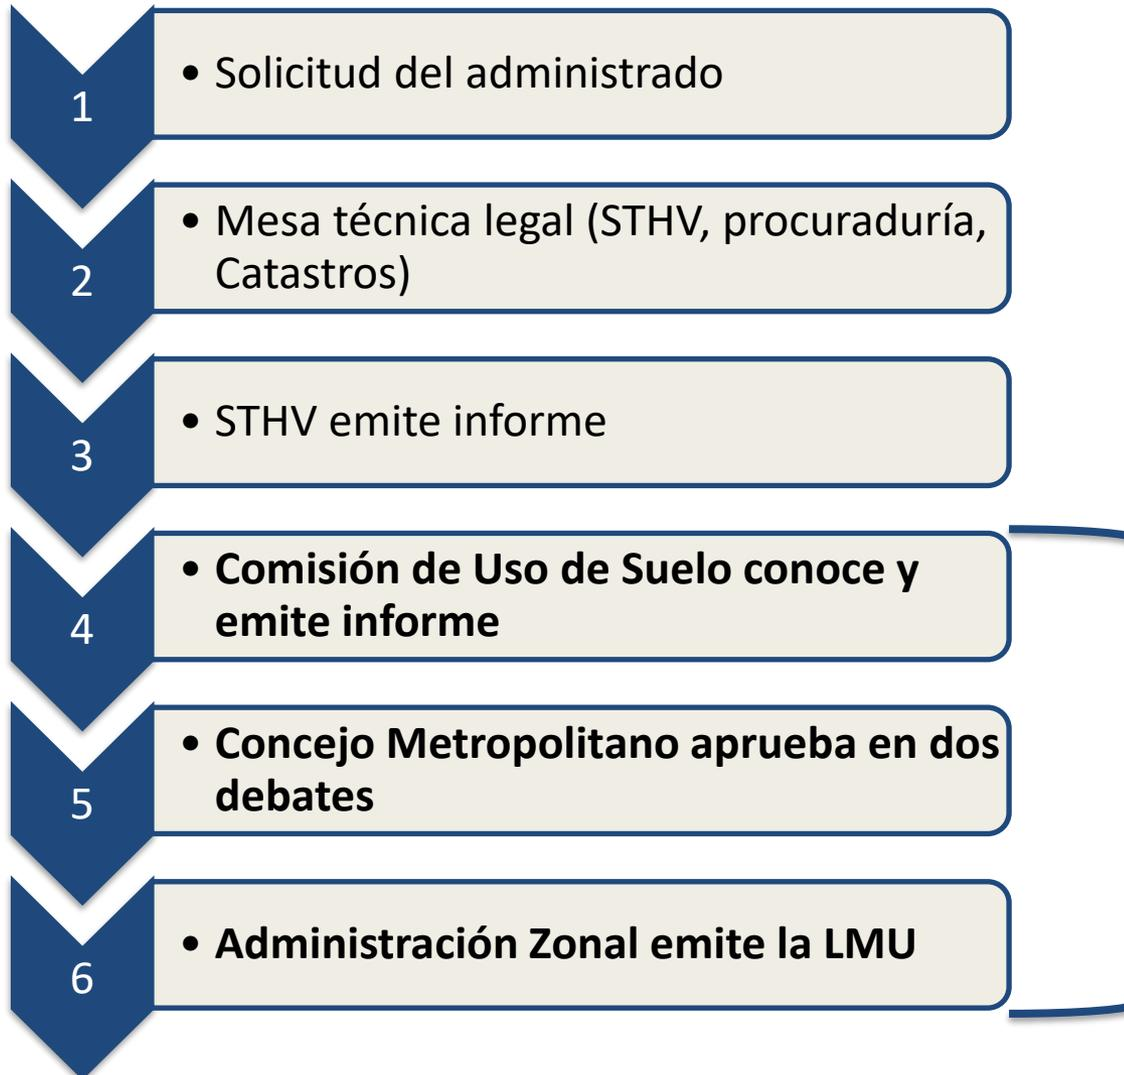 1
• Solicitud del administrado
2
• Mesa técnica legal (STHV, procuraduría,
Catastros)
3
• STHV emite informe
4
• Comisión de Uso de Suelo conoce y
emite informe
5
• Concejo Metropolitano aprueba en dos
debates
6
• Administración Zonal emite la LMU